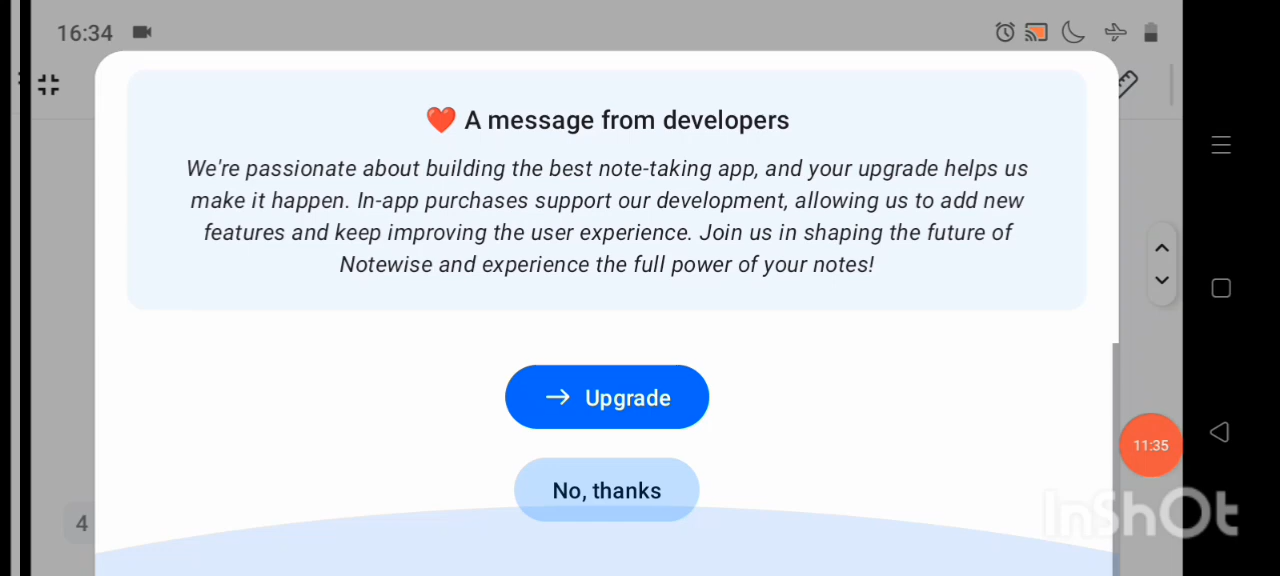 16:34
❤️ A message from developers
We're passionate about building the best note-taking app, and your upgrade helps us
make it happen. In-app purchases support our development, allowing us to add new
features and keep improving the user experience. Join us in shaping the future of
Notewise and experience the full power of your notes!
→ Upgrade
11:35
No, thanks
4
InShOt